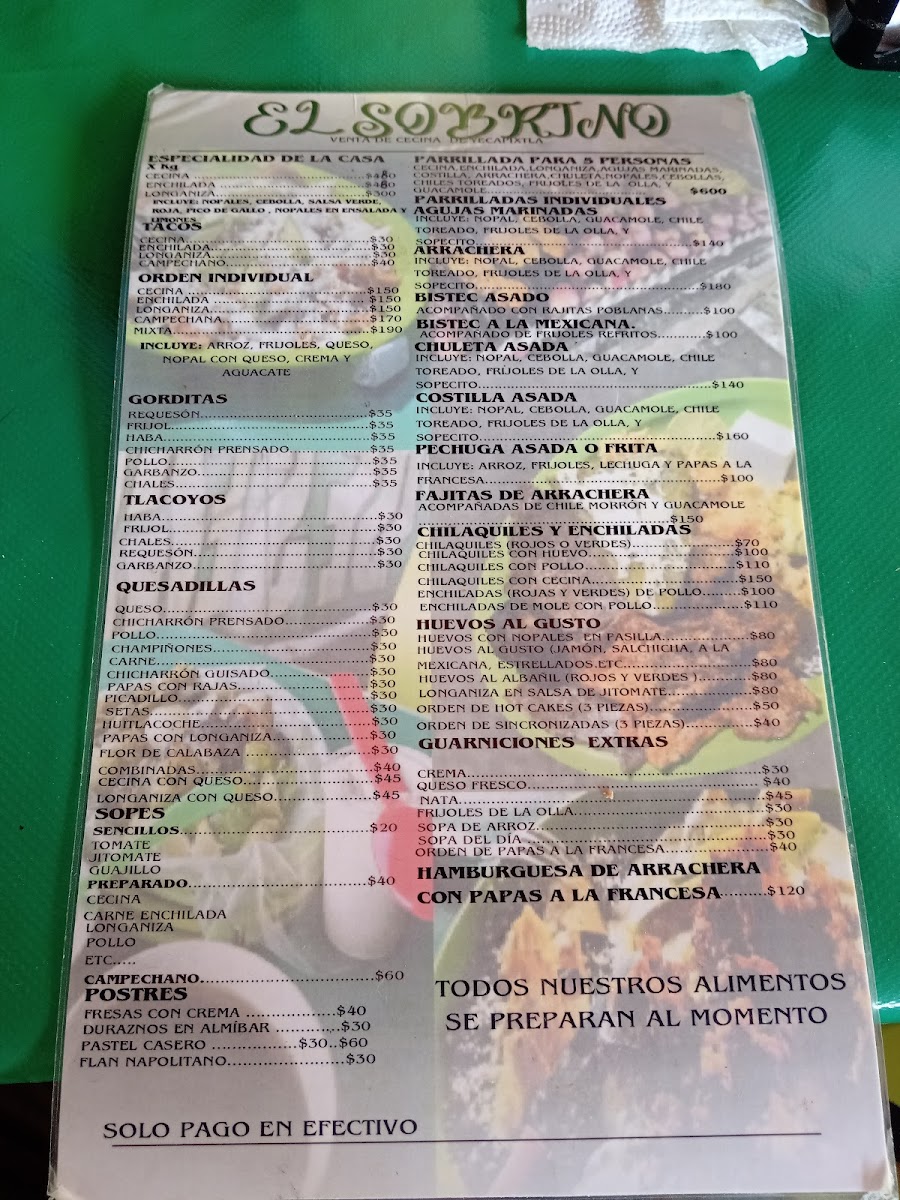 EL SOBRINO
VENTA DE CECINA DE YECAPIXTLA
ESPECIALIDAD DE LA CASA
X Kg
CECINA ........................$480
ENCHILADA ........................$480
LONGANIZA........................$300
INCLUYE: NOPALES, CEBOLLA, SALSA VERDE,
ROJA, PICO DE GALLO , NOPALES EN ENSALADA Y
LIMONES
TACOS
CECINA........................$30
ENCHILADA........................$30
LONGANIZA........................$30
CAMPECHANO........................$40
ORDEN INDIVIDUAL
CECINA ........................$150
ENCHILADA ........................$150
LONGANIZA........................$150
CAMPECHANA........................$170
MIXTA........................$190
INCLUYE: ARROZ, FRIJOLES, QUESO,
NOPAL CON QUESO, CREMA Y
AGUACATE
GORDITAS
REQUESÓN........................$35
FRIJOL........................$35
HABA........................$35
CHICHARRÓN PRENSADO.............$35
POLLO........................$35
GARBANZO........................$35
CHALES........................$35
TLACOYOS
HABA........................$30
FRIJOL........................$30
CHALES........................$30
REQUESÓN........................$30
GARBANZO........................$30
QUESADILLAS
QUESO........................$30
CHICHARRÓN PRENSADO.............$30
POLLO........................$30
CHAMPIÑONES........................$30
CARNE........................$30
CHICHARRÓN GUISADO.............$30
PAPAS CON RAJAS........................$30
PICADILLO........................$30
SETAS........................$30
HUITLACOCHE........................$30
PAPAS CON LONGANIZA.............$30
FLOR DE CALABAZA ........................$30
COMBINADAS........................$40
CECINA CON QUESO........................$45
LONGANIZA CON QUESO.............$45
SOPES
SENCILLOS........................$20
TOMATE
JITOMATE
GUAJILLO
PREPARADO........................$40
CECINA
CARNE ENCHILADA
LONGANIZA
POLLO
ETC.....
CAMPECHANO........................$60
POSTRES
FRESAS CON CREMA .................$40
DURAZNOS EN ALMÍBAR ............$30
PASTEL CASERO ...............$30..$60
FLAN NAPOLITANO.....................$30
SOLO PAGO EN EFECTIVO
PARRILLADA PARA 5 PERSONAS
CECINA,ENCHILADA,LONGANIZA,AGUJAS MARINADAS,
COSTILLA, ARRACHERA,CHULETA,NOPALES,CEBOLLAS,
CHILES TOREADOS, FRIJOLES DE LA OLLA, Y
GUACAMOLE........................$600
PARRILLADAS INDIVIDUALES
AGUJAS MARINADAS
INCLUYE: NOPAL, CEBOLLA, GUACAMOLE, CHILE
TOREADO, FRIJOLES DE LA OLLA, Y
SOPECITO........................$140
ARRACHERA
INCLUYE: NOPAL, CEBOLLA, GUACAMOLE, CHILE
TOREADO, FRIJOLES DE LA OLLA, Y
SOPECITO........................$180
BISTEC ASADO
ACOMPAÑADO CON RAJITAS POBLANAS..........$100
BISTEC A LA MEXICANA.
ACOMPAÑADO DE FRIJOLES REFRITOS............$100
CHULETA ASADA
INCLUYE: NOPAL, CEBOLLA, GUACAMOLE, CHILE
TOREADO, FRIJOLES DE LA OLLA, Y
SOPECITO........................$140
COSTILLA ASADA
INCLUYE: NOPAL, CEBOLLA, GUACAMOLE, CHILE
TOREADO, FRIJOLES DE LA OLLA, Y
SOPECITO........................$160
PECHUGA ASADA O FRITA
INCLUYE: ARROZ, FRIJOLES, LECHUGA Y PAPAS A LA
FRANCESA........................$100
FAJITAS DE ARRACHERA
ACOMPAÑADAS DE CHILE MORRÓN Y GUACAMOLE
........................$150
CHILAQUILES Y ENCHILADAS
CHILAQUILES (ROJOS O VERDES)....................$70
CHILAQUILES CON HUEVO........................$100
CHILAQUILES CON POLLO........................$110
CHILAQUILES CON CECINA........................$150
ENCHILADAS (ROJAS Y VERDES) DE POLLO........$100
ENCHILADAS DE MOLE CON POLLO.................$110
HUEVOS AL GUSTO
HUEVOS CON NOPALES EN PASILLA.................$80
HUEVOS AL GUSTO (JAMÓN, SALCHICHA, A LA
MEXICANA, ESTRELLADOS.ETC........................$80
HUEVOS AL ALBAÑIL (ROJOS Y VERDES )..........$80
LONGANIZA EN SALSA DE JITOMATE................$80
ORDEN DE HOT CAKES (3 PIEZAS)....................$50
ORDEN DE SINCRONIZADAS (3 PIEZAS).............$40
GUARNICIONES EXTRAS
CREMA........................$30
QUESO FRESCO........................$40
NATA........................$45
FRIJOLES DE LA OLLA........................$30
SOPA DE ARROZ........................$30
SOPA DEL DÍA ........................$30
ORDEN DE PAPAS A LA FRANCESA....................$40
HAMBURGUESA DE ARRACHERA
CON PAPAS A LA FRANCESA.........$120
TODOS NUESTROS ALIMENTOS
SE PREPARAN AL MOMENTO